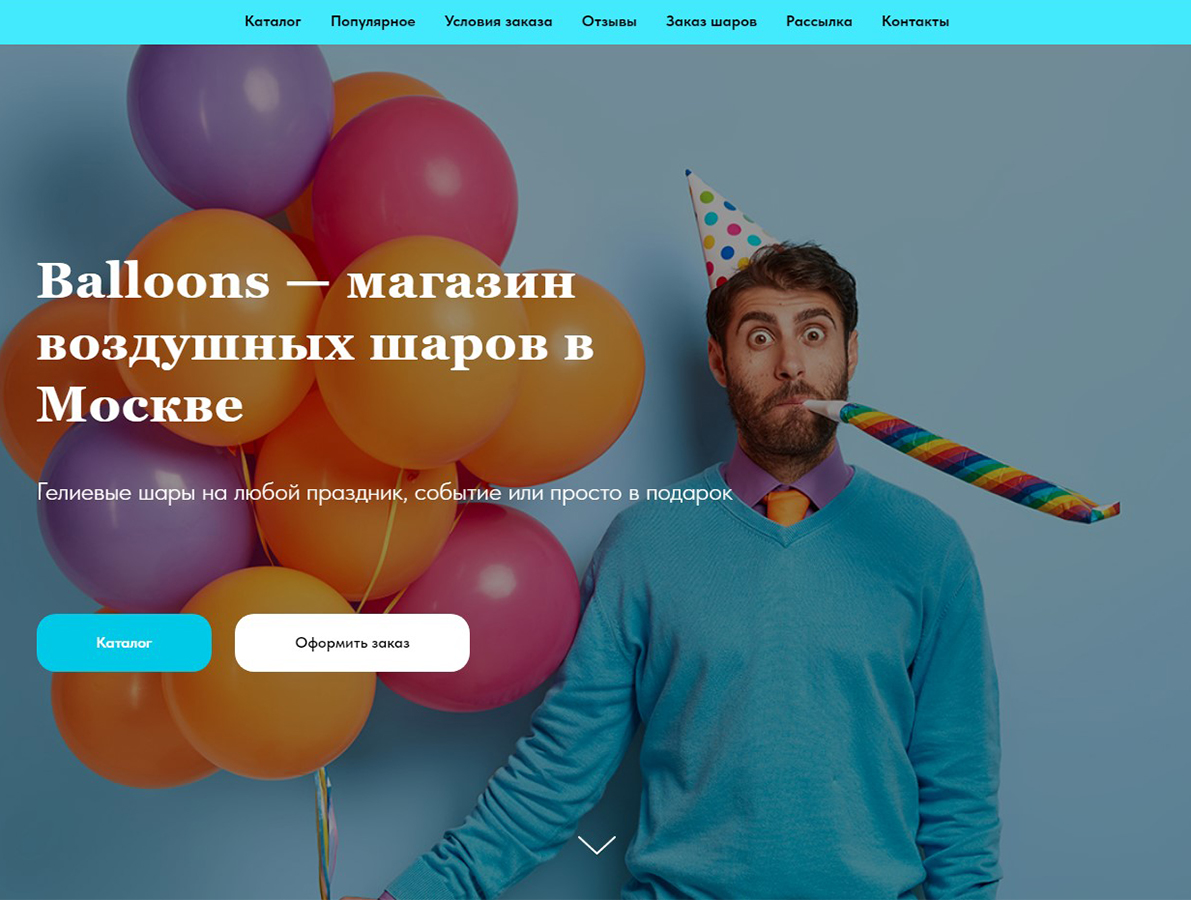 Каталог Популярное Условия заказа Отзывы Заказ шаров Рассылка Контакты
Balloons — магазин
воздушных шаров в
Москве
Гелиевые шары на любой праздник, событие или просто в подарок
Каталог Оформить заказ